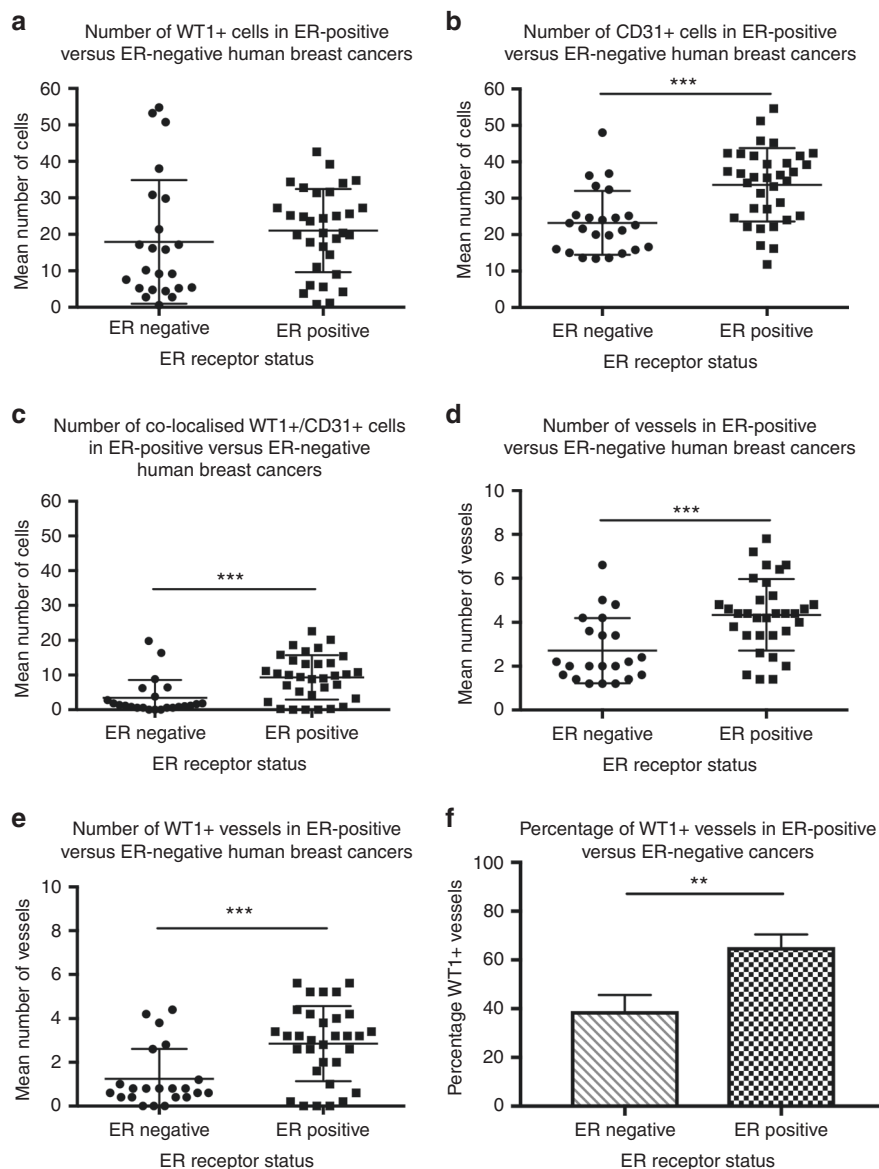 a
Number of WT1+ cells in ER-positive
versus ER-negative human breast cancers
Mean number of cells
60
50
40
30
20
10
0
ER negative
ER positive
ER receptor status
b
Number of CD31+ cells in ER-positive
versus ER-negative human breast cancers
***
Mean number of cells
60
50
40
30
20
10
0
ER negative
ER positive
ER receptor status
c
Number of co-localised WT1+/CD31+ cells
in ER-positive versus ER-negative
human breast cancers
***
Mean number of cells
60
50
40
30
20
10
0
ER negative
ER positive
ER receptor status
d
Number of vessels in ER-positive
versus ER-negative human breast cancers
***
Mean number of vessels
10
8
6
4
2
0
ER negative
ER positive
ER receptor status
e
Number of WT1+ vessels in ER-positive
versus ER-negative human breast cancers
***
Mean number of vessels
10
8
6
4
2
0
ER negative
ER positive
ER receptor status
f
Percentage of WT1+ vessels in ER-positive
versus ER-negative cancers
**
Percentage WT1+ vessels
100
80
60
40
20
0
ER negative
ER positive
ER receptor status